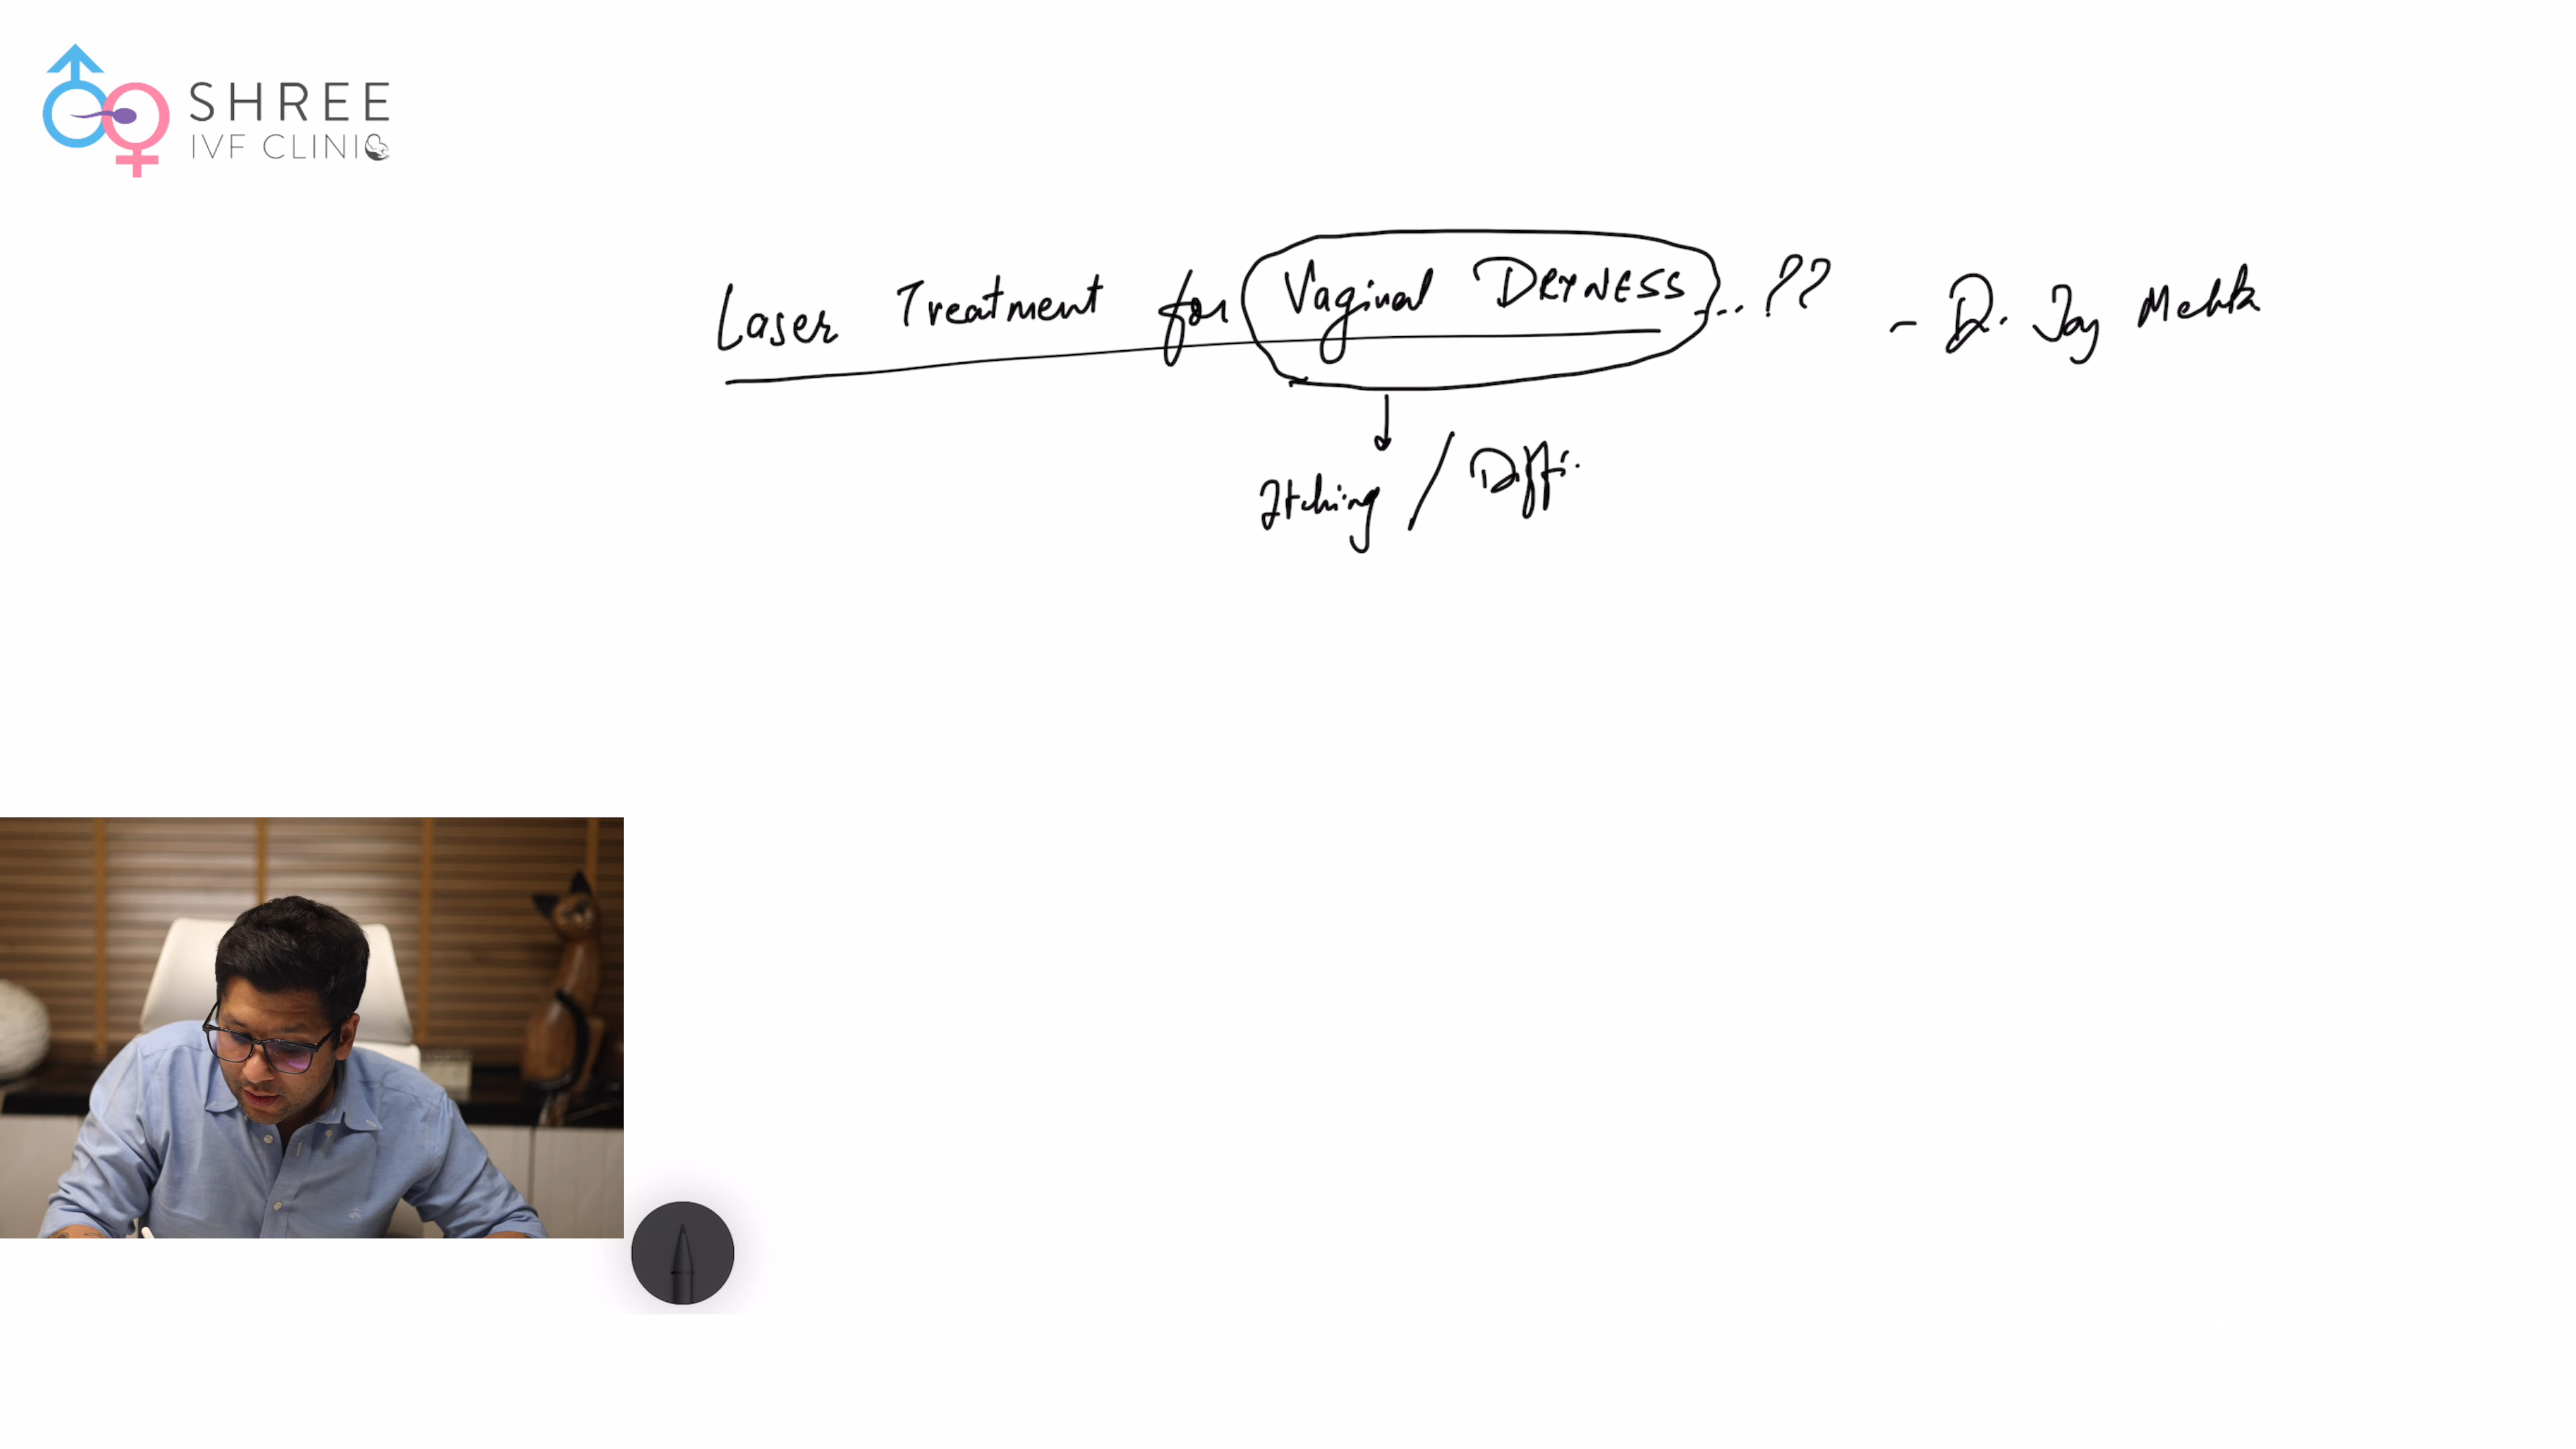 SHREE
IVF CLINIC
Laser Treatment for Vaginal DRYNESS ... ?? - Dr. Jay Mehta
Itching / Diffi